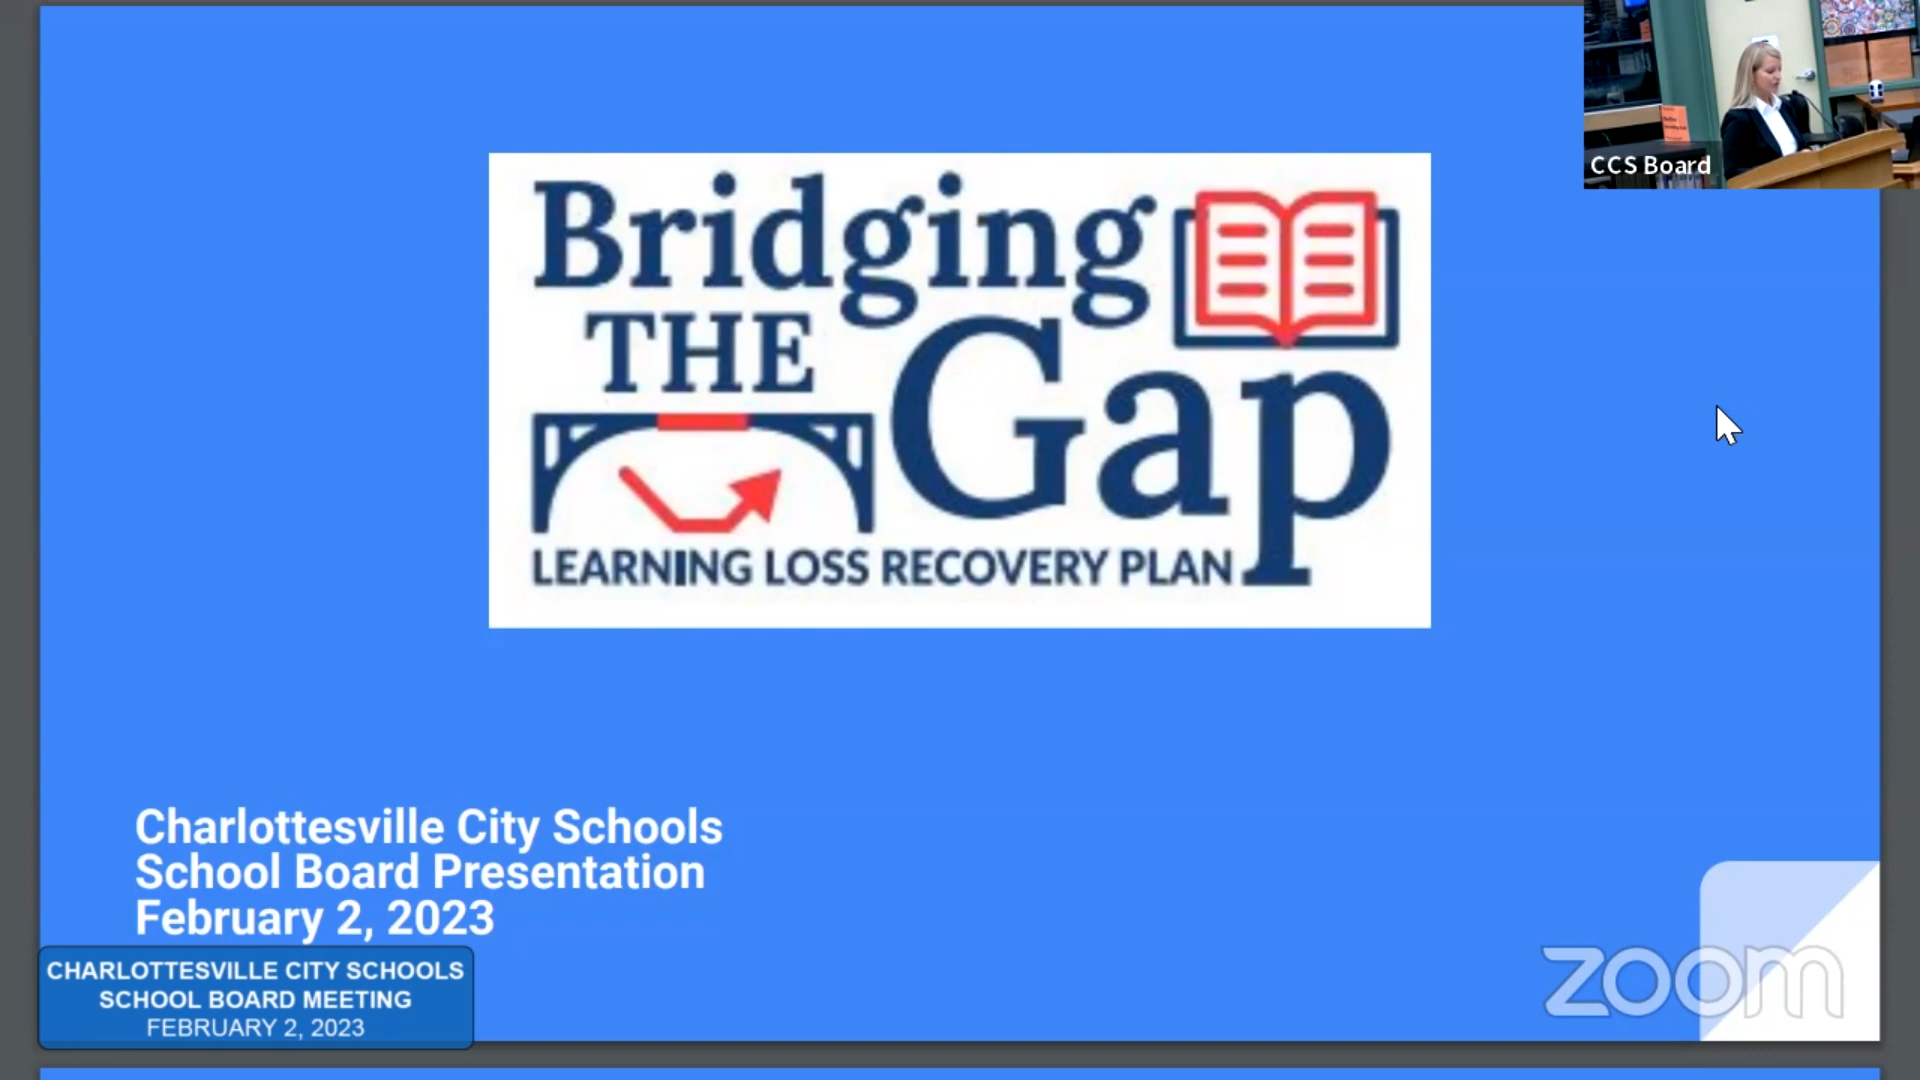 CCS Board
Bridging
THE
Gap
LEARNING LOSS RECOVERY PLAN
Charlottesville City Schools
School Board Presentation
February 2, 2023
CHARLOTTESVILLE CITY SCHOOLS
SCHOOL BOARD MEETING
FEBRUARY 2, 2023
zoom